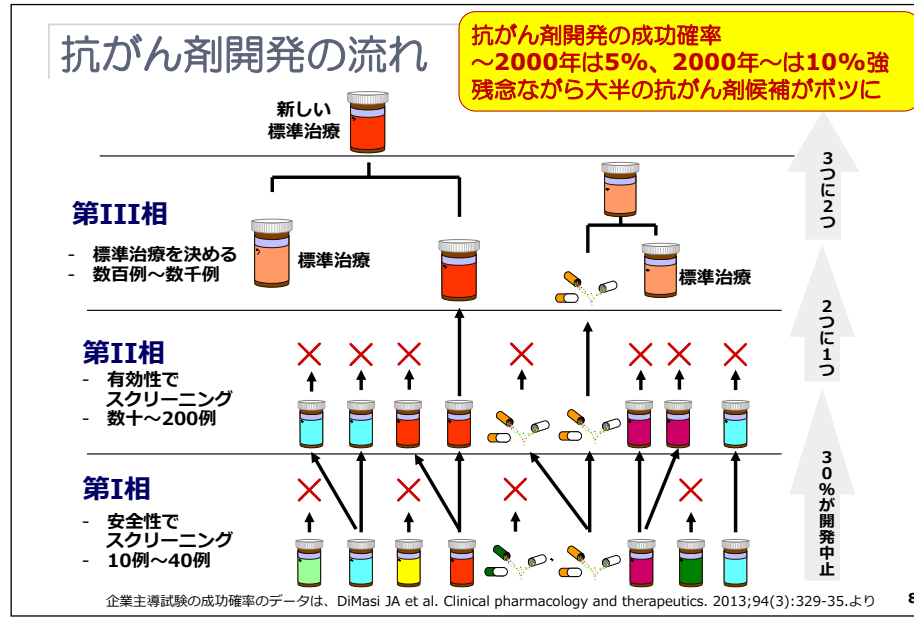 抗がん剤開発の流れ
抗がん剤開発の成功確率
～2000年は5%、2000年～は10%強
残念ながら大半の抗がん剤候補がボツに
新しい
標準治療
3つに2つ
第III相
- 標準治療を決める
- 数百例～数千例
標準治療
標準治療
2つに1つ
第II相
- 有効性で
スクリーニング
- 数十～200例
30%が開発中止
第I相
- 安全性で
スクリーニング
- 10例～40例
企業主導試験の成功確率のデータは、DiMasi JA et al. Clinical pharmacology and therapeutics. 2013;94(3):329-35.より
8